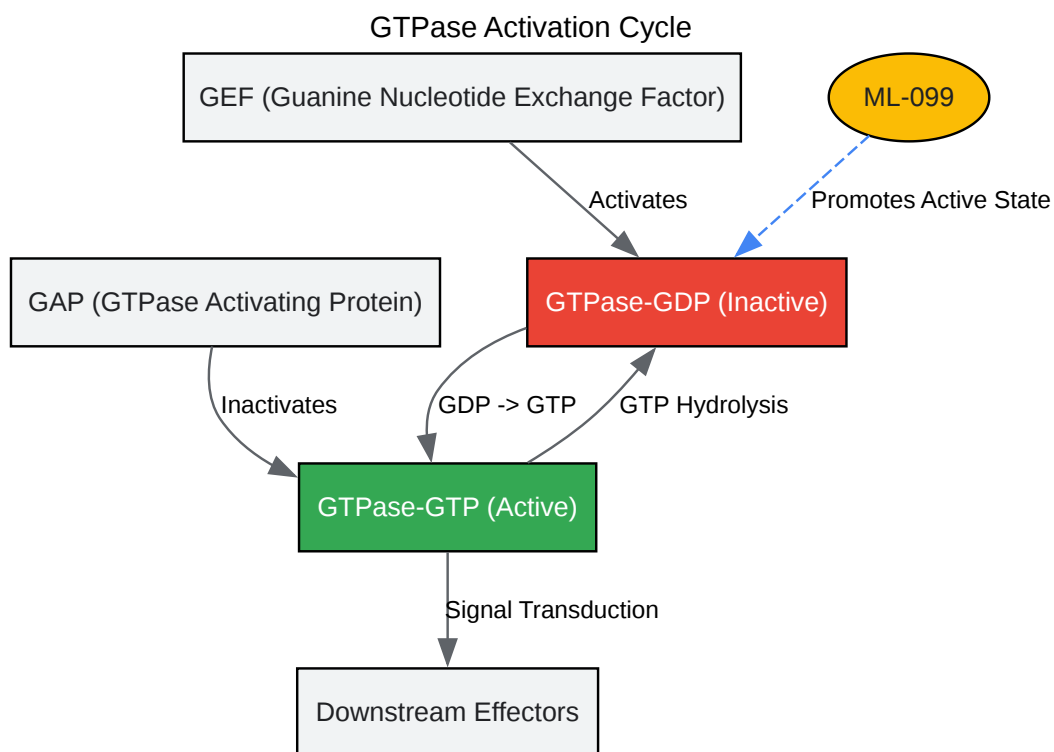 GTPase Activation Cycle
GEF (Guanine Nucleotide Exchange Factor)
ML-099
Activates
Promotes Active State
GAP (GTPase Activating Protein)
GTPase-GDP (Inactive)
Inactivates
GDP -> GTP
GTP Hydrolysis
GTPase-GTP (Active)
Signal Transduction
Downstream Effectors